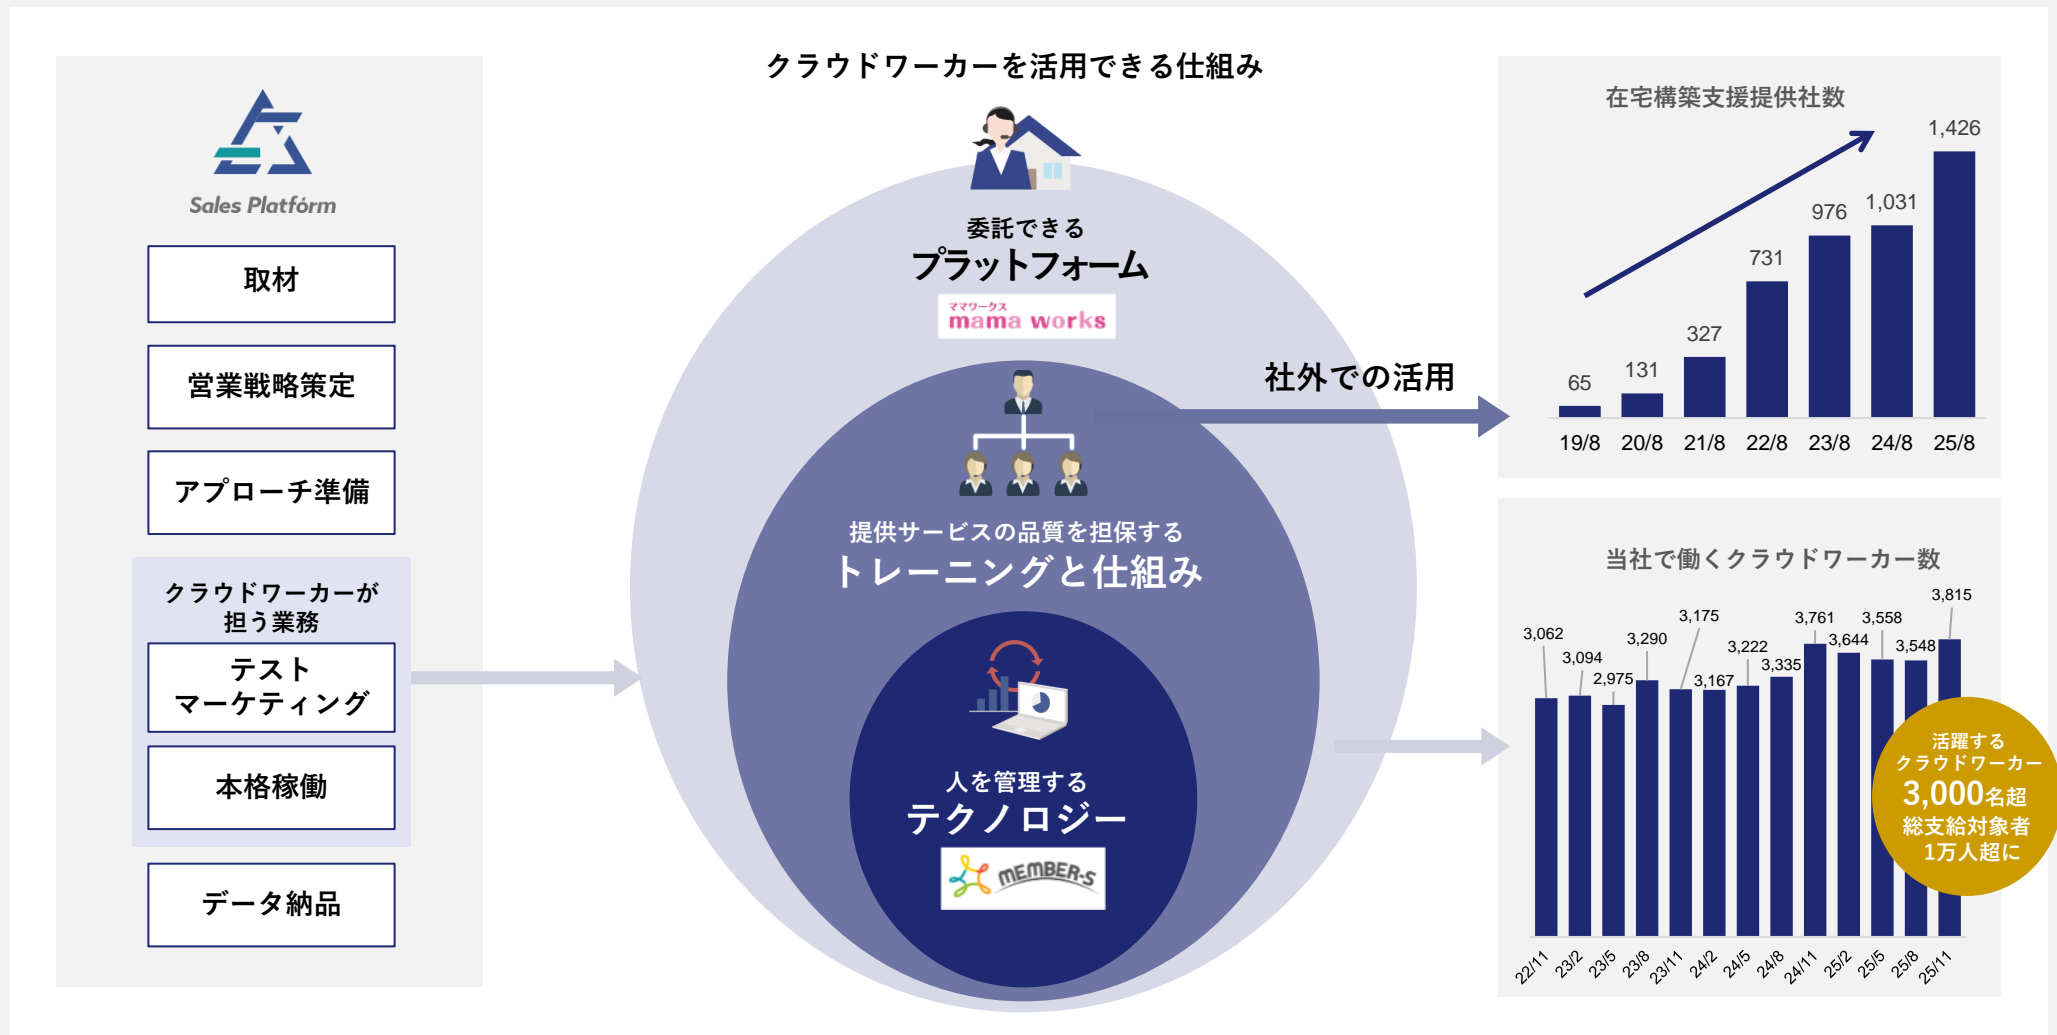 クラウドワーカーを活用できる仕組み
Sales Platform
取材
営業戦略策定
アプローチ準備
クラウドワーカーが
担う業務
テスト
マーケティング
本格稼働
データ納品
委託できる
プラットフォーム
ママワークス
mama works
提供サービスの品質を担保する
トレーニングと仕組み
人を管理する
テクノロジー
MEMBER-S
社外での活用
在宅構築支援提供社数
65
131
327
731
976
1,031
1,426
19/8
20/8
21/8
22/8
23/8
24/8
25/8
当社で働くクラウドワーカー数
3,062
3,094
2,975
3,290
3,175
3,167
3,222
3,335
3,761
3,644
3,558
3,548
3,815
22/11
23/2
23/5
23/8
23/11
24/2
24/5
24/8
24/11
25/2
25/5
25/8
25/11
活躍する
クラウドワーカー
3,000名超
総支給対象者
1万人超に